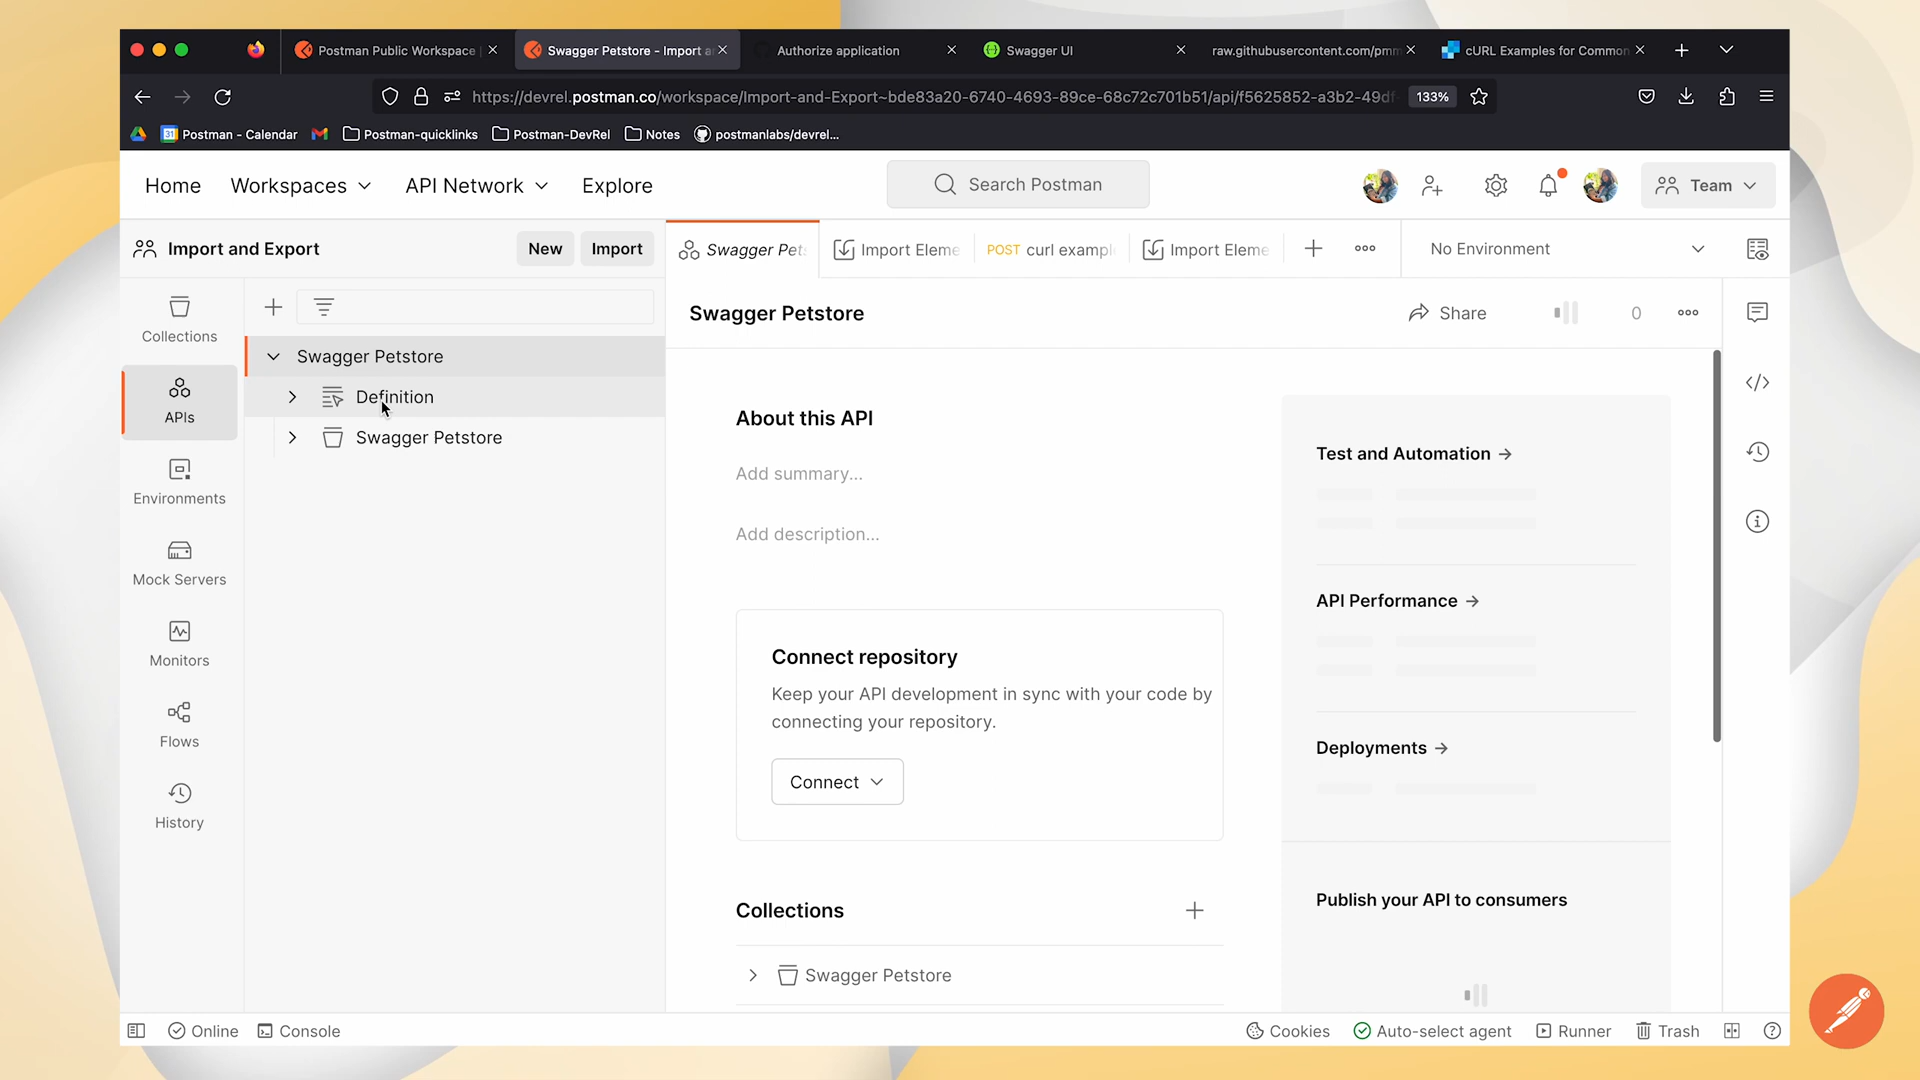 Postman Public Workspace
Swagger Petstore - Import a
Authorize application
Swagger UI
raw.githubusercontent.com/pmm
cURL Examples for Common
https://devrel.postman.co/workspace/Import-and-Export~bde83a20-6740-4693-89ce-68c72c701b51/api/f5625852-a3b2-49df-
133%
31 Postman - Calendar
Postman-quicklinks
Postman-DevRel
Notes
postmanlabs/devrel...
Home
Workspaces
API Network
Explore
Search Postman
Team
Import and Export
New
Import
Swagger Pets
Import Eleme
POST curl exampl
Import Eleme
No Environment
Collections
APIs
Environments
Mock Servers
Monitors
Flows
History
Swagger Petstore
Definition
Swagger Petstore
Swagger Petstore
Share
0
About this API
Add summary...
Add description...
Connect repository
Keep your API development in sync with your code by
connecting your repository.
Connect
Collections
Swagger Petstore
Test and Automation →
API Performance →
Deployments →
Publish your API to consumers
Online
Console
Cookies
Auto-select agent
Runner
Trash